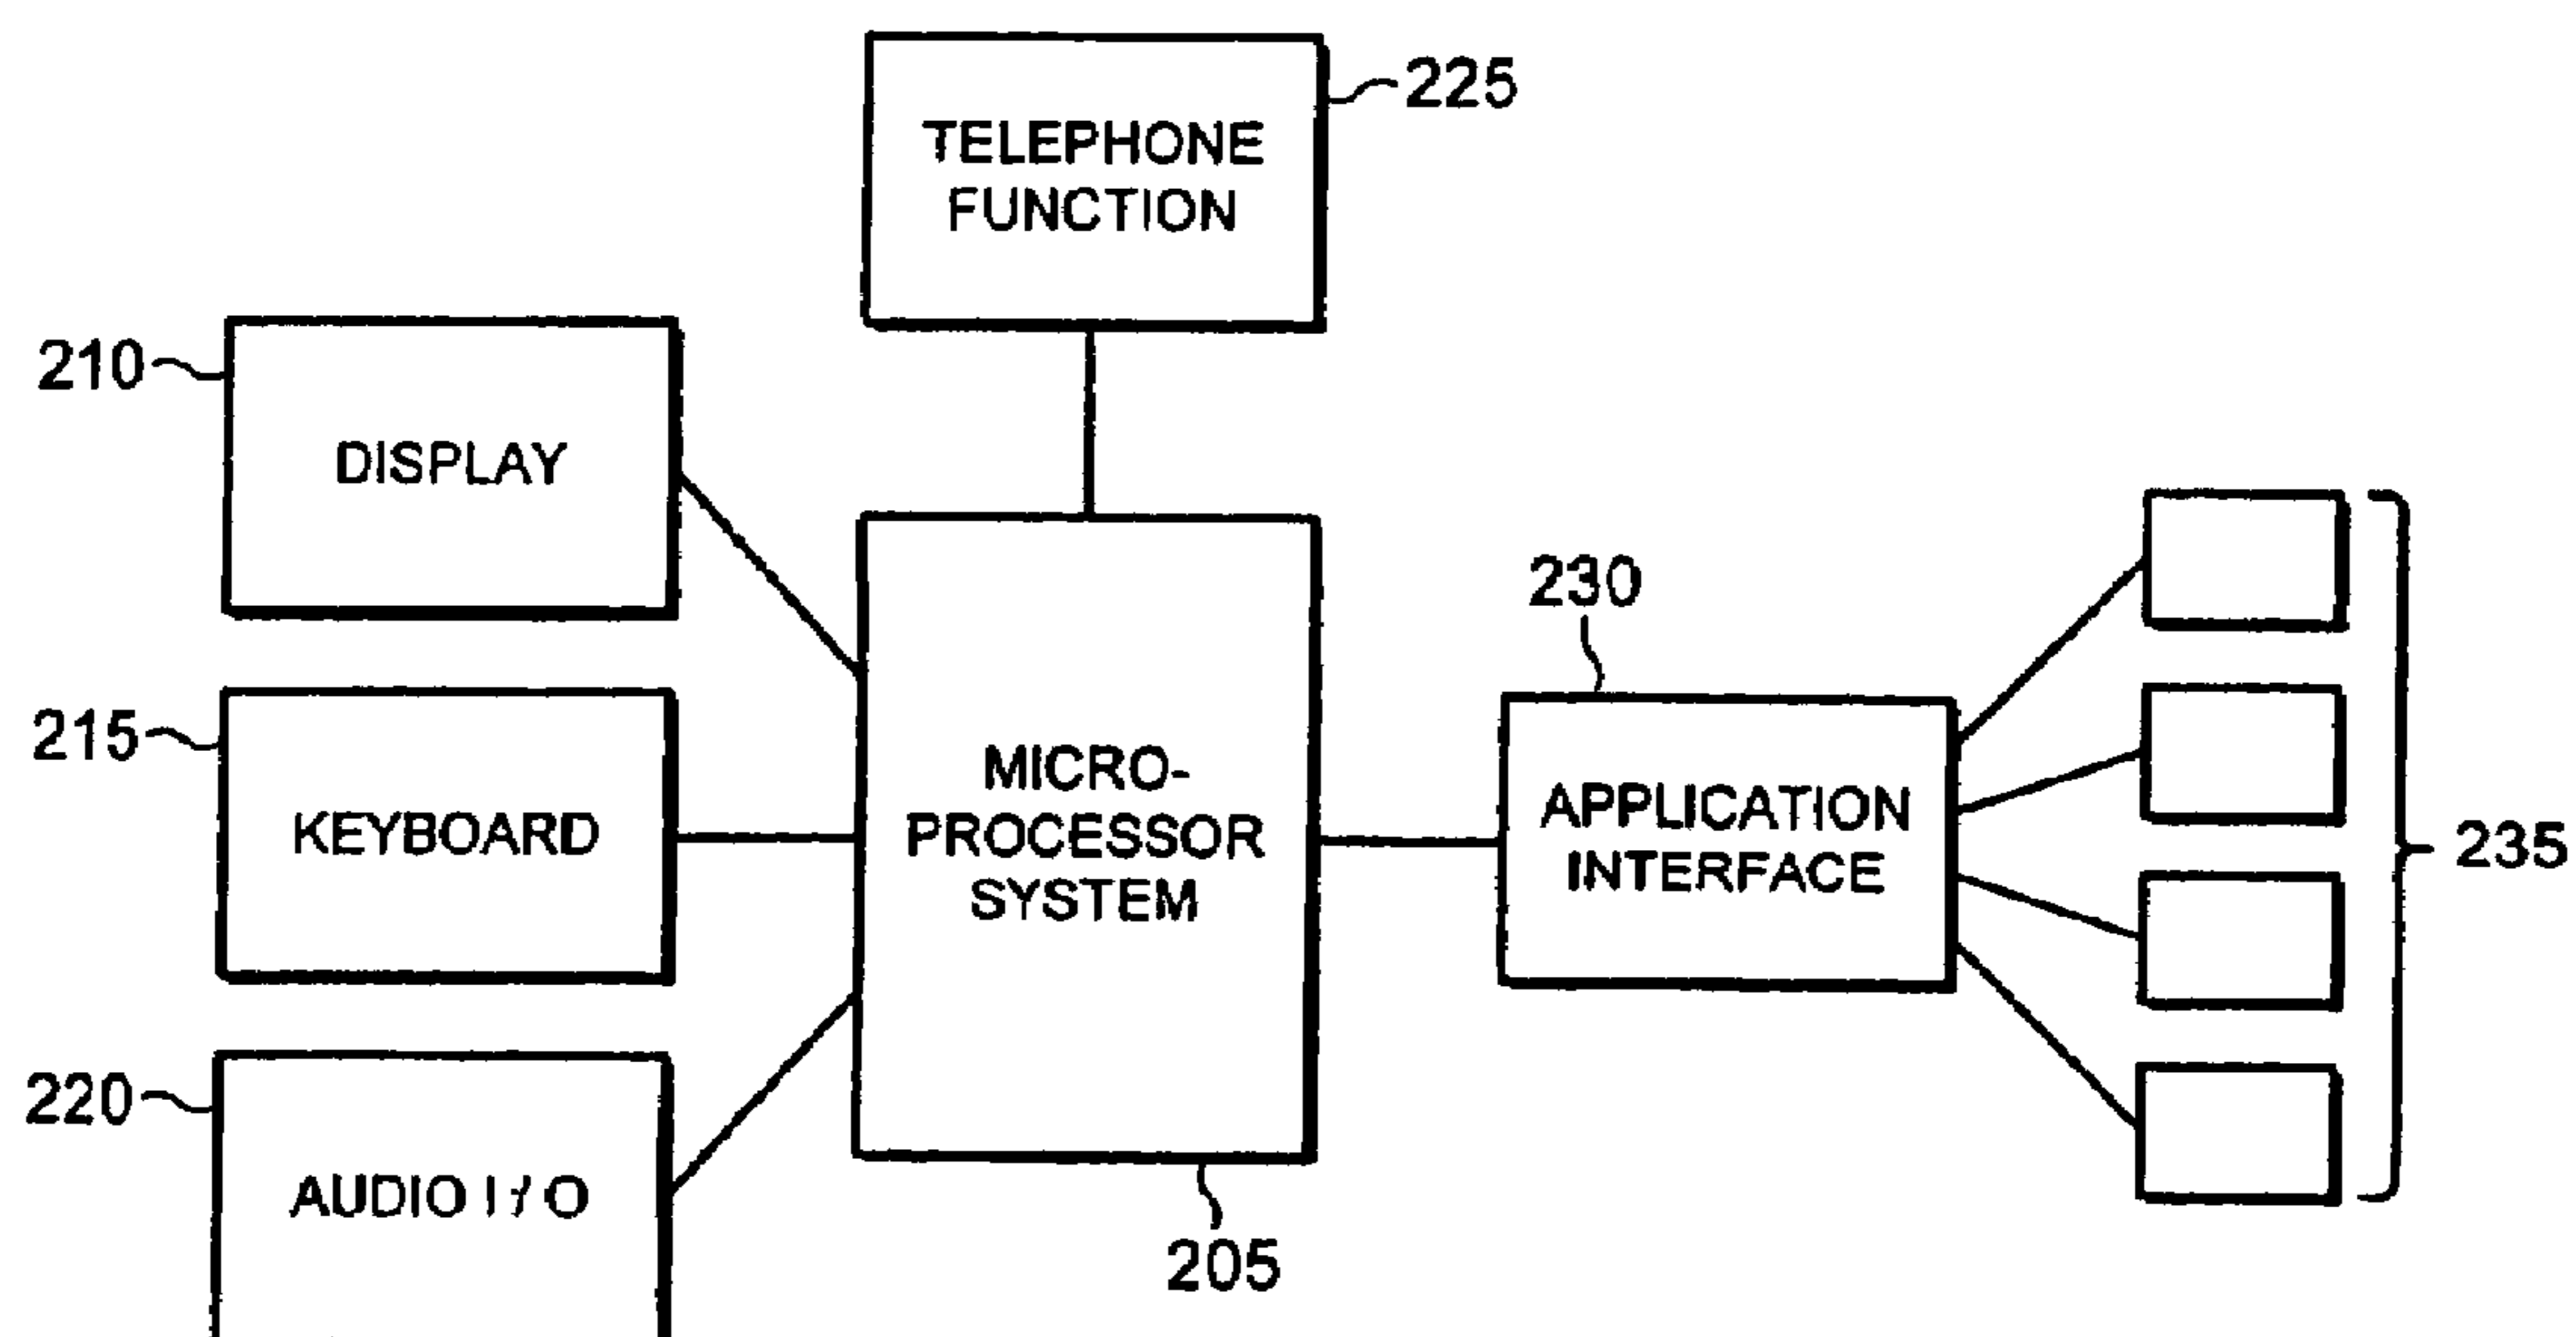 225
TELEPHONE
FUNCTION
210
DISPLAY
230
215
KEYBOARD
MICRO-
PROCESSOR
SYSTEM
APPLICATION
INTERFACE
235
220
AUDIO I/O
205